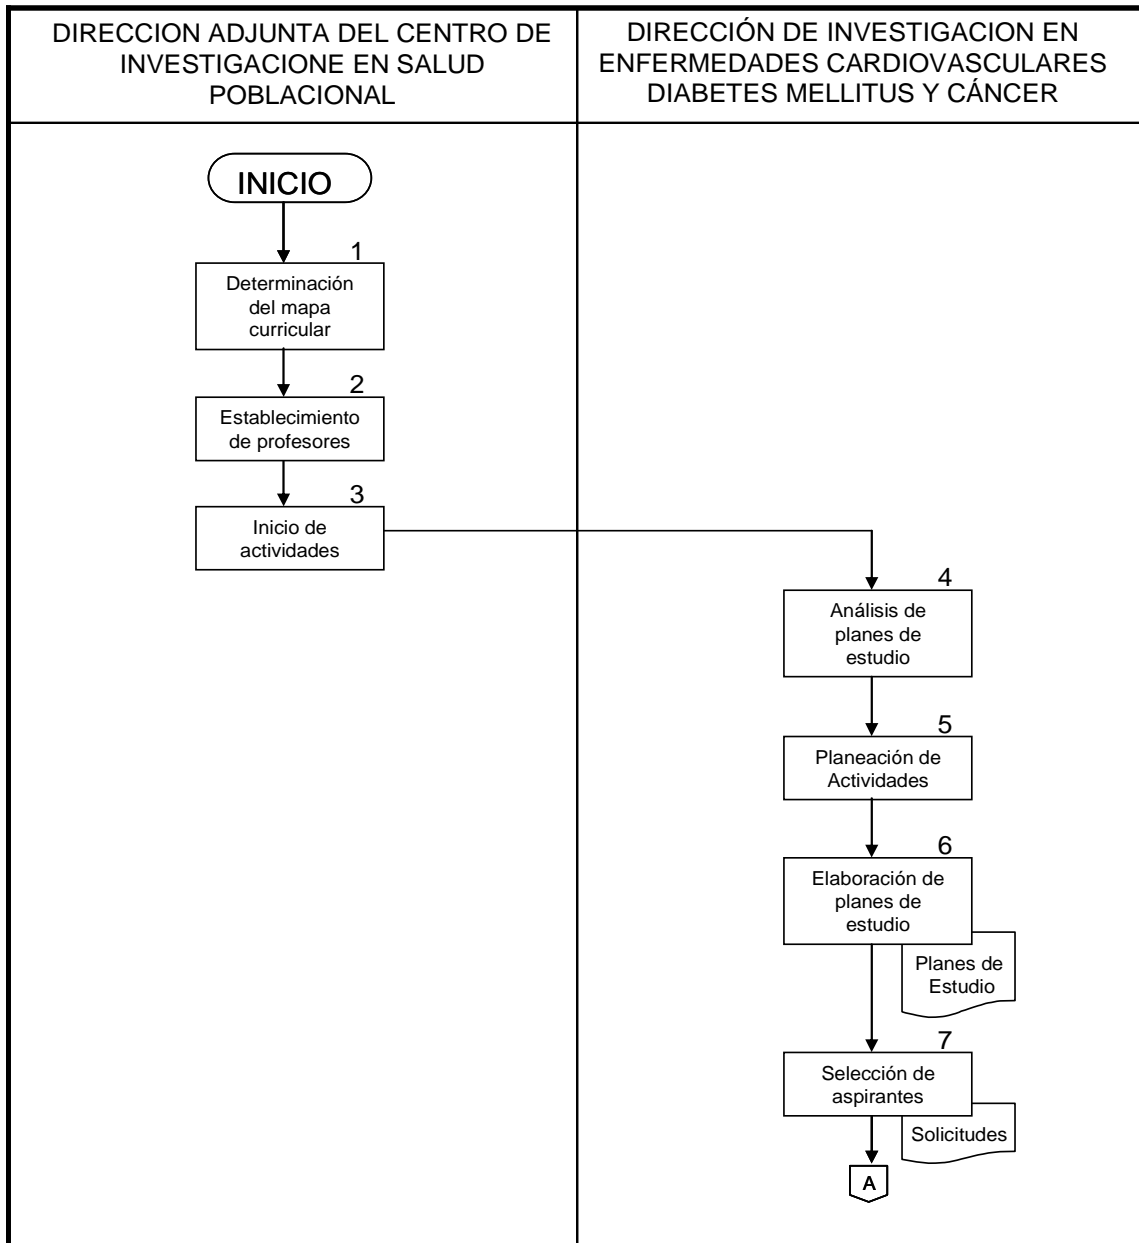 DIRECCION ADJUNTA DEL CENTRO DE
INVESTIGACIONE EN SALUD
POBLACIONAL
DIRECCIÓN DE INVESTIGACION EN
ENFERMEDADES CARDIOVASCULARES
DIABETES MELLITUS Y CÁNCER
INICIO
1
Determinación
del mapa
curricular
2
Establecimiento
de profesores
3
Inicio de
actividades
4
Análisis de
planes de
estudio
5
Planeación de
Actividades
6
Elaboración de
planes de
estudio
Planes de
Estudio
7
Selección de
aspirantes
Solicitudes
A